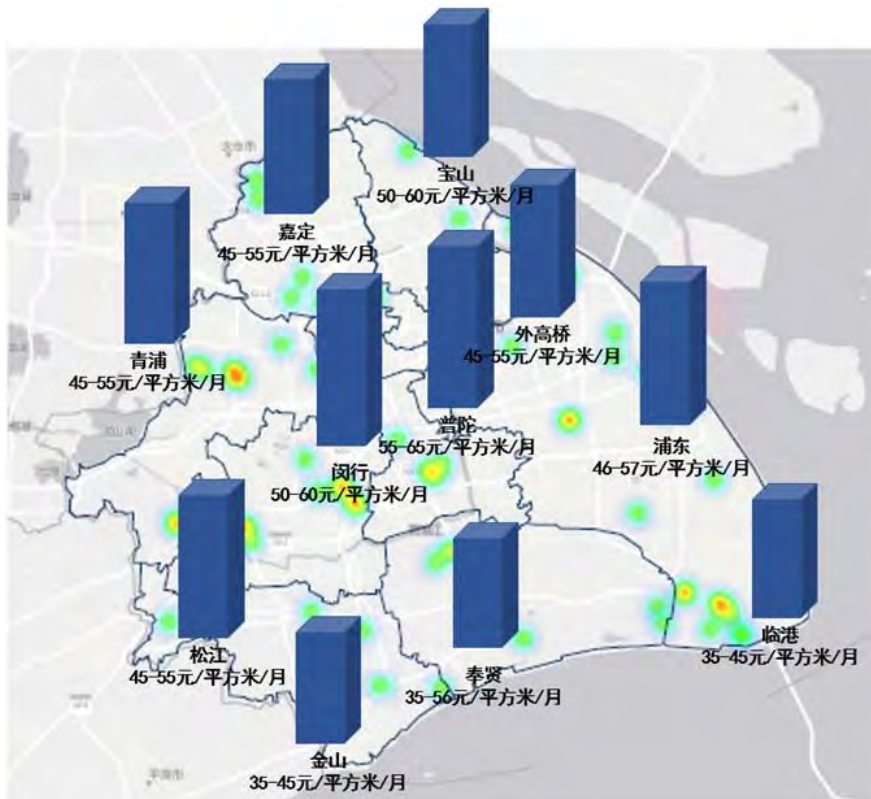 宝山
50-60元/平方米/月
嘉定
45-55元/平方米/月
外高桥
45-55元/平方米/月
青浦
45-55元/平方米/月
普陀
55-65元/平方米/月
浦东
46-57元/平方米/月
闵行
50-60元/平方米/月
临港
35-45元/平方米/月
松江
45-55元/平方米/月
奉贤
35-56元/平方米/月
金山
35-45元/平方米/月